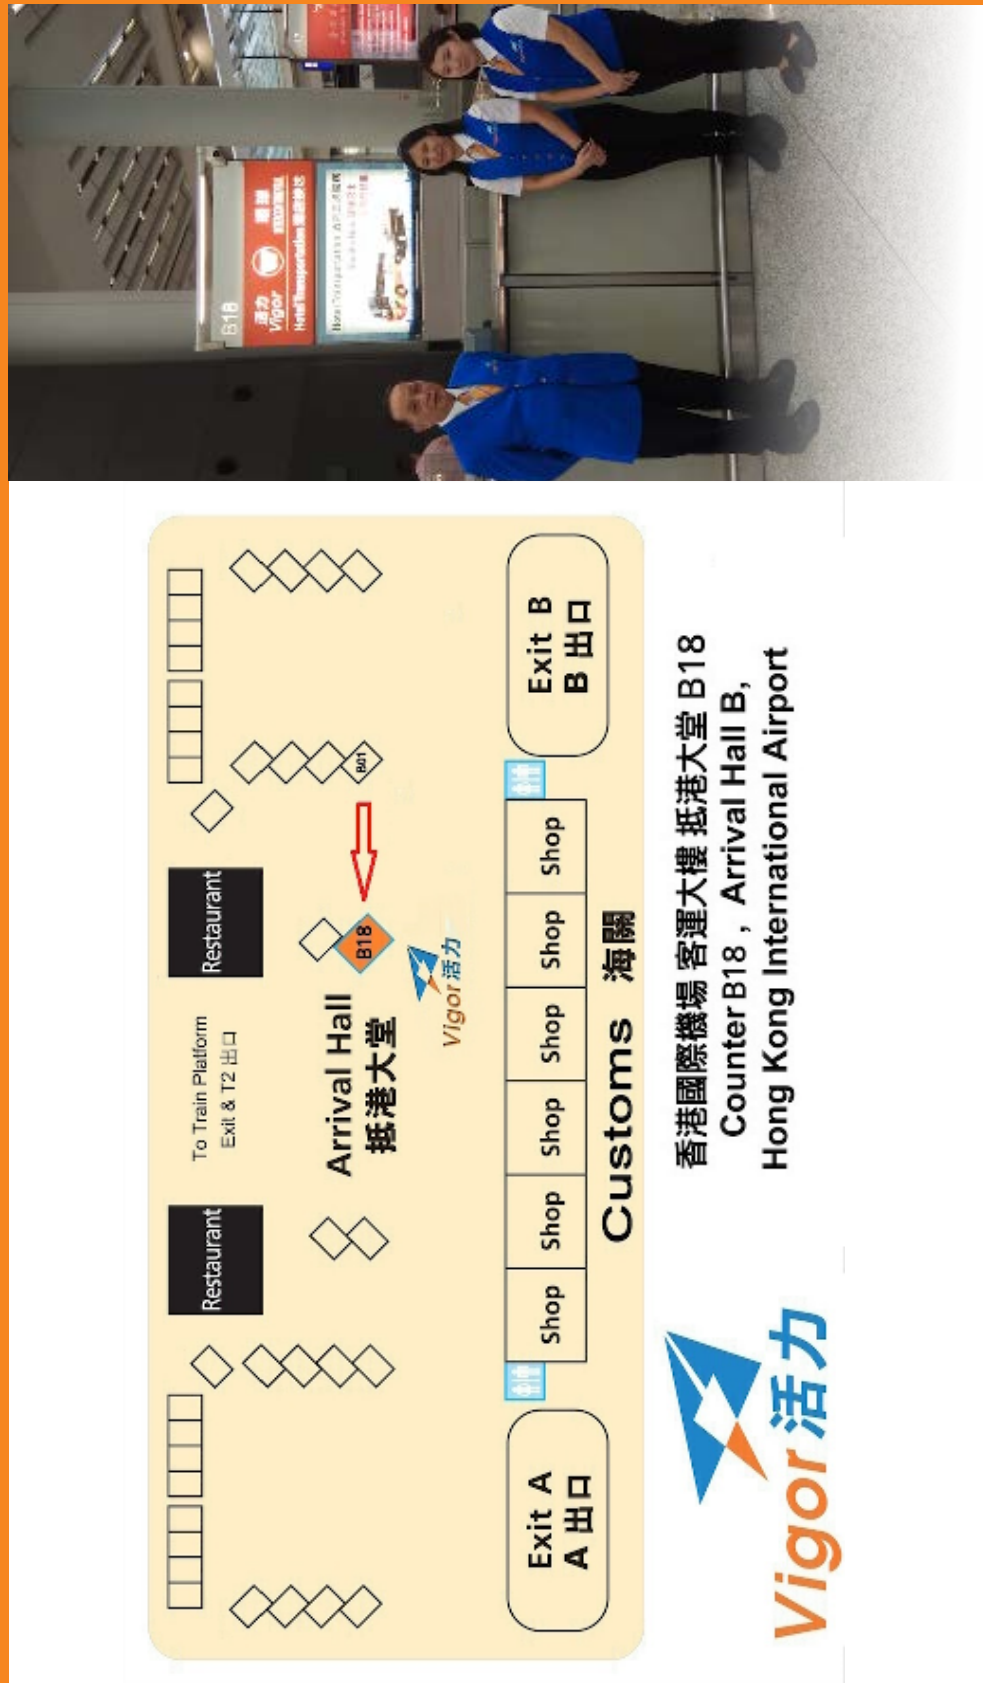 To Train Platform
Exit & T2 出口
Restaurant
Restaurant
Arrival Hall
抵港大堂
B18
B01
Vigor 活力
Exit A
A 出口
Shop
Shop
Shop
Shop
Shop
Shop
Exit B
B 出口
Customs 海關
香港國際機場 客運大樓 抵港大堂 B18
Counter B18 , Arrival Hall B,
Hong Kong International Airport
Vigor 活力
B18
活力
Vigor
Hotel Transportation